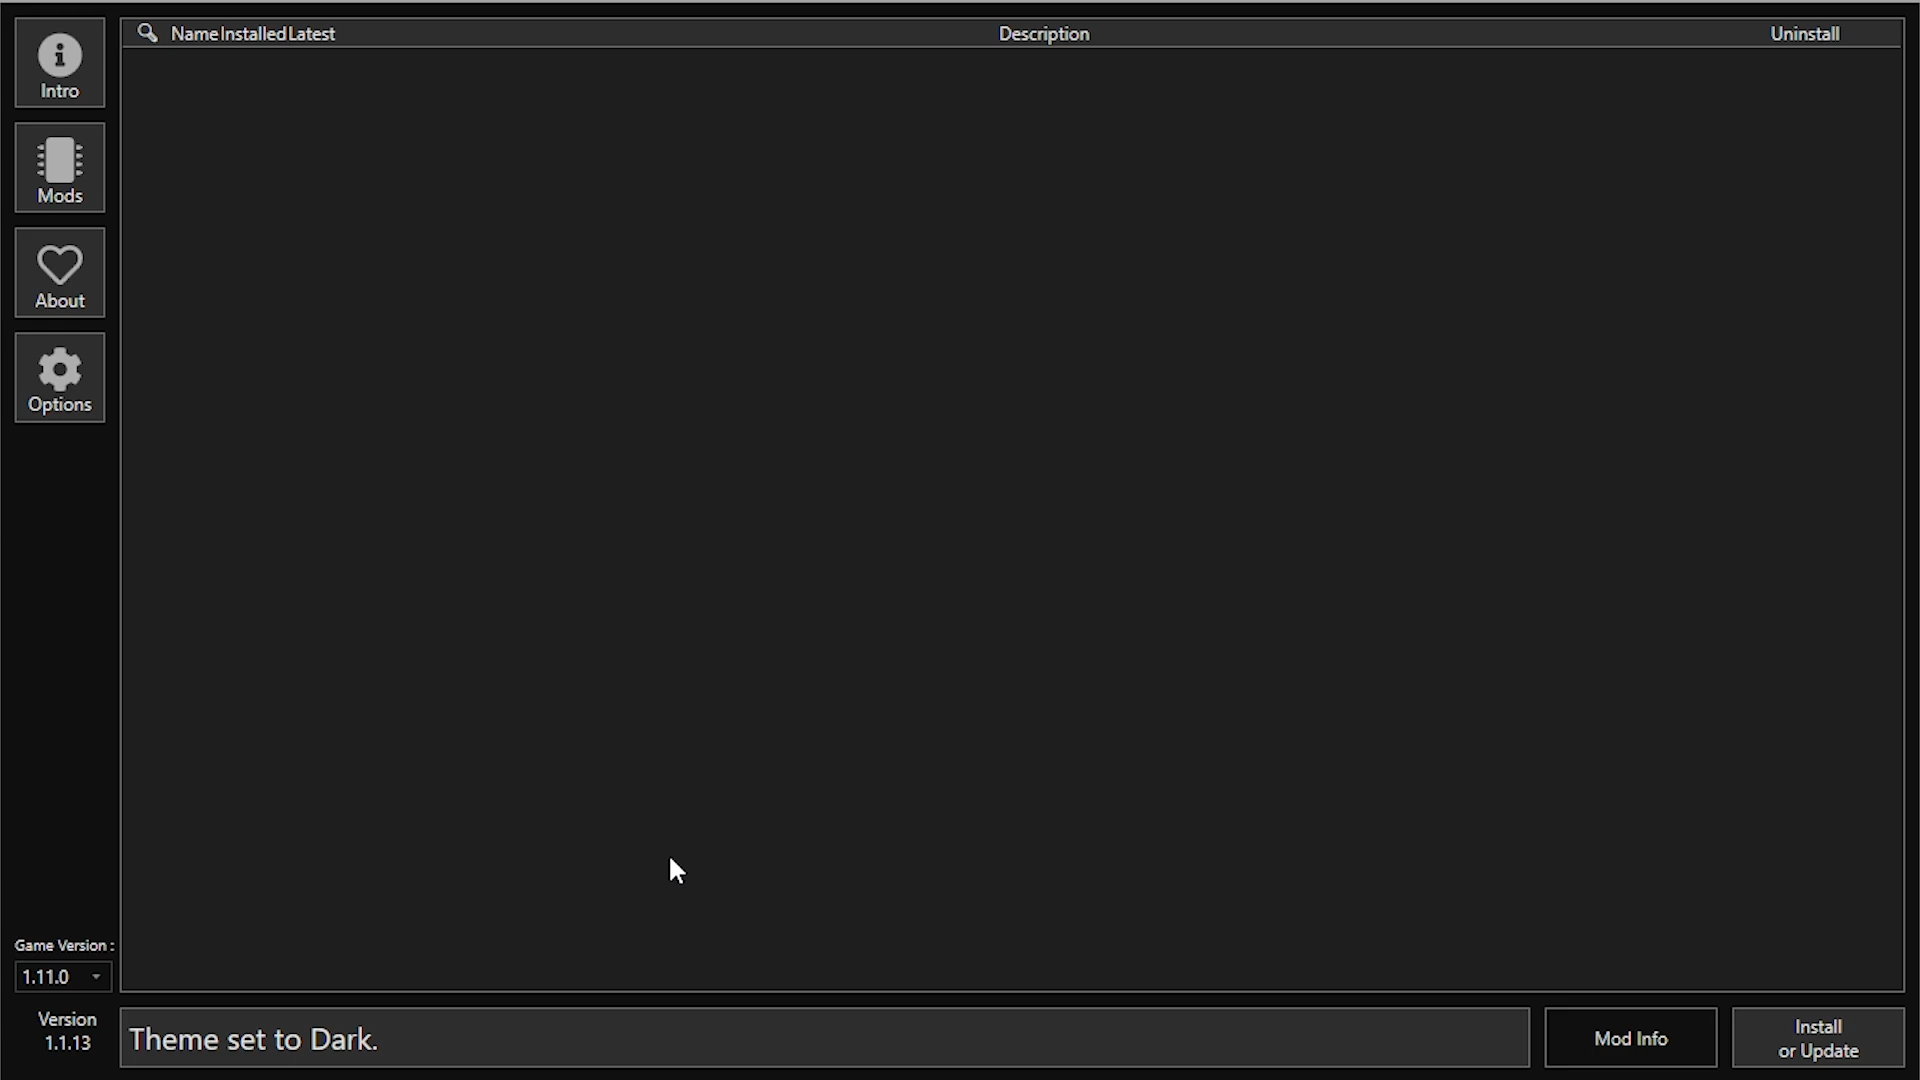 Intro
Mods
About
Options
Name Installed Latest Description Uninstall
Game Version :
1.11.0
Version
1.1.13
Theme set to Dark.
Mod Info
Install
or Update